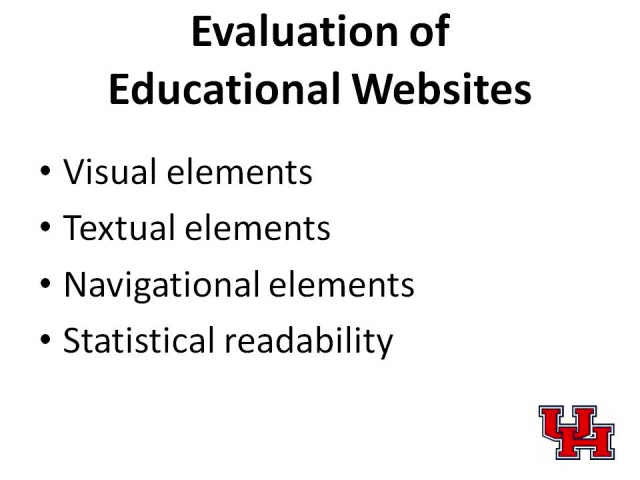 Evaluation of
Educational Websites
• Visual elements
• Textual elements
• Navigational elements
• Statistical readability
UH